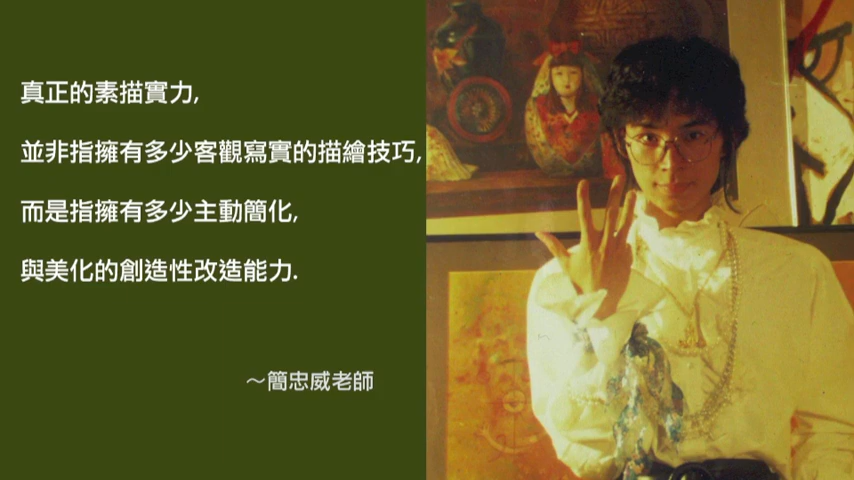 真正的素描實力,
並非指擁有多少客觀寫實的描繪技巧,
而是指擁有多少主動簡化,
與美化的創造性改造能力.
～簡忠威老師